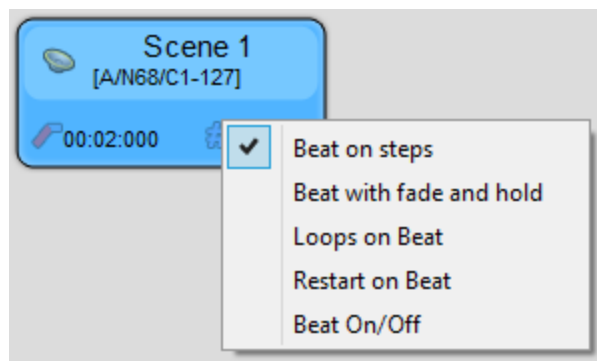 Scene 1
[A/N68/C1-127]
00:02:000
Beat on steps
Beat with fade and hold
Loops on Beat
Restart on Beat
Beat On/Off